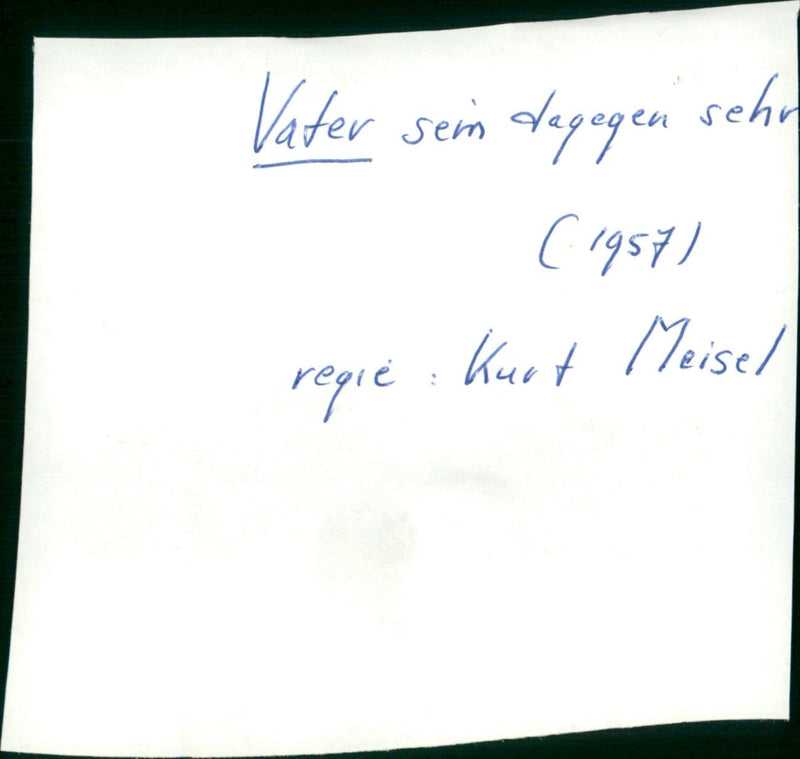 Vater sein dagegen sehr
(1957)
regie : Kurt Meisel